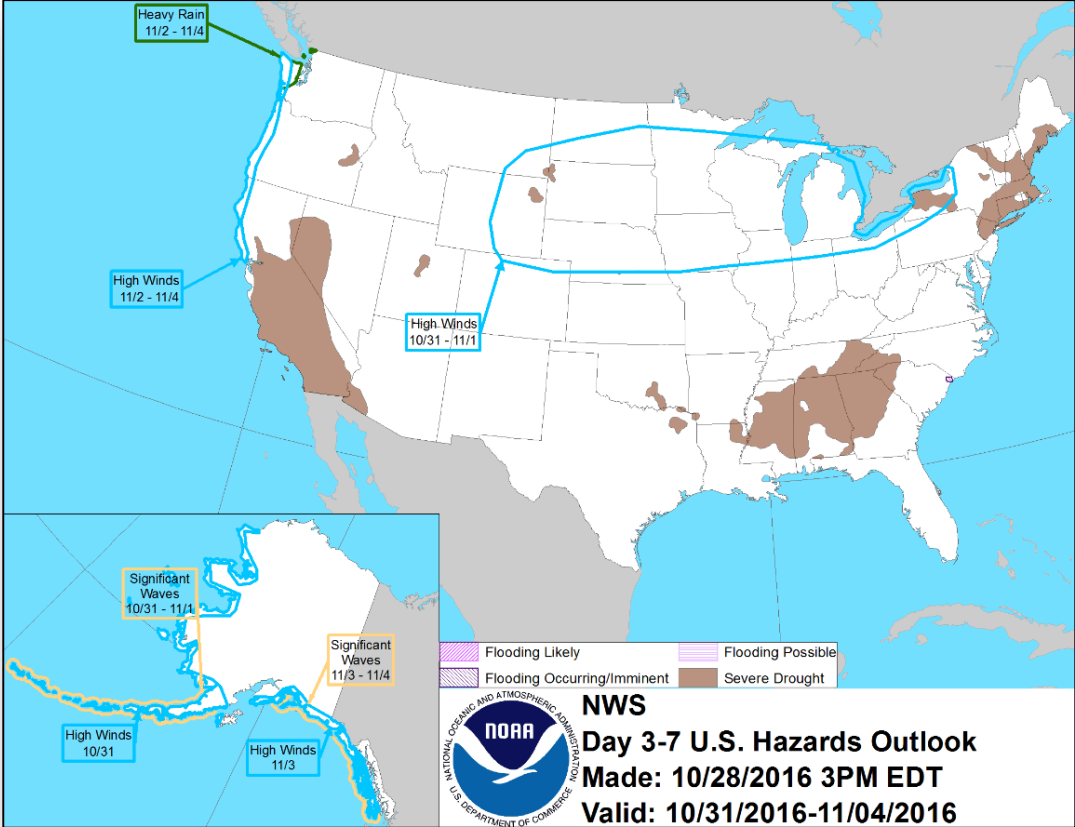 Heavy Rain
11/2 - 11/4
High Winds
11/2 - 11/4
High Winds
10/31 - 11/1
Significant
Waves
10/31 - 11/1
Significant
Waves
11/3 - 11/4
High Winds
10/31
High Winds
11/3
Flooding Likely
Flooding Possible
Flooding Occurring/Imminent
Severe Drought
NATIONAL OCEANIC AND ATMOSPHERIC ADMINISTRATION
NOAA
U.S. DEPARTMENT OF COMMERCE
NWS
Day 3-7 U.S. Hazards Outlook
Made: 10/28/2016 3PM EDT
Valid: 10/31/2016-11/04/2016